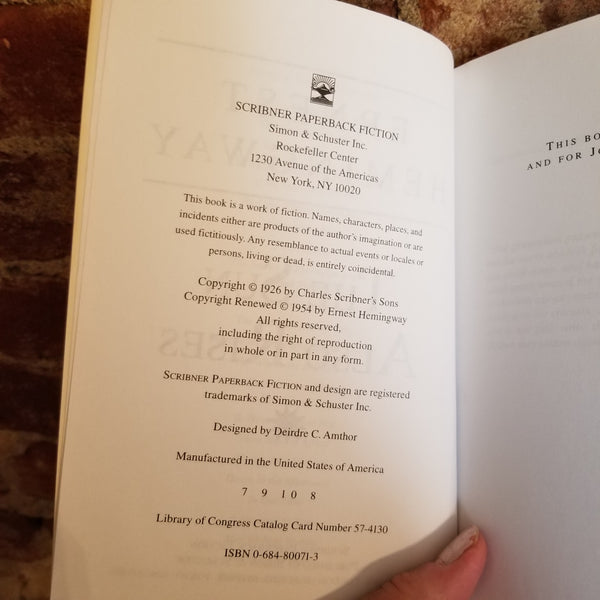 SCRIBNER PAPERBACK FICTION
Simon & Schuster Inc.
Rockefeller Center
1230 Avenue of the Americas
New York, NY 10020
This book is a work of fiction. Names, characters, places, and
incidents either are products of the author's imagination or are
used fictitiously. Any resemblance to actual events or locales or
persons, living or dead, is entirely coincidental.
Copyright © 1926 by Charles Scribner's Sons
Copyright Renewed © 1954 by Ernest Hemingway
All rights reserved,
including the right of reproduction
in whole or in part in any form.
SCRIBNER PAPERBACK FICTION and design are registered
trademarks of Simon & Schuster Inc.
Designed by Deirdre C. Amthor
Manufactured in the United States of America
7 9 10 8
Library of Congress Catalog Card Number 57-4130
ISBN 0-684-80071-3
THIS BO
AND FOR JO